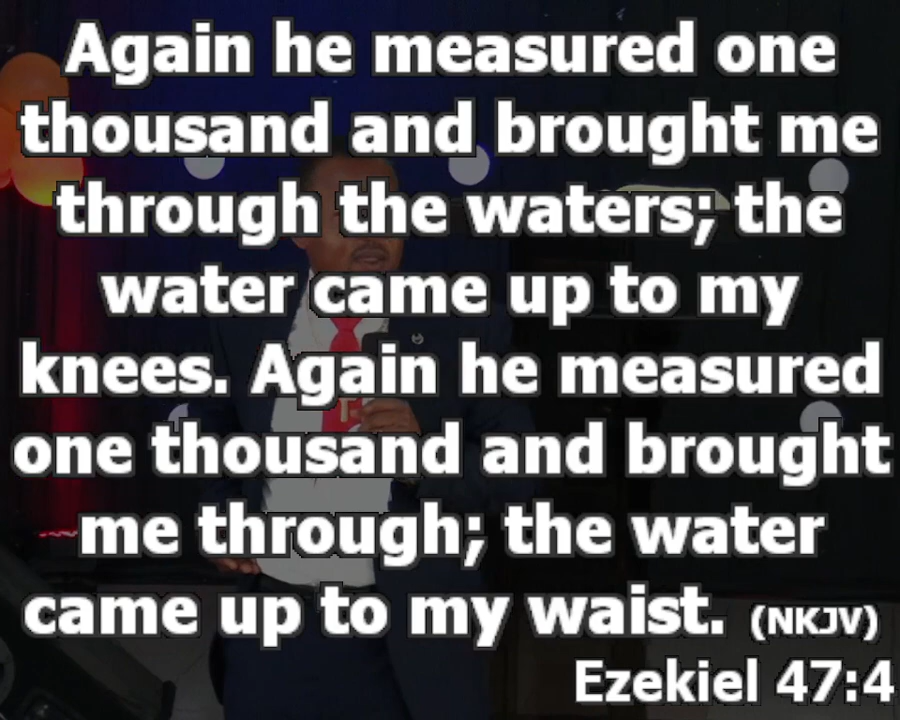 Again he measured one
thousand and brought me
through the waters; the
water came up to my
knees. Again he measured
one thousand and brought
me through; the water
came up to my waist. (NKJV)
Ezekiel 47:4